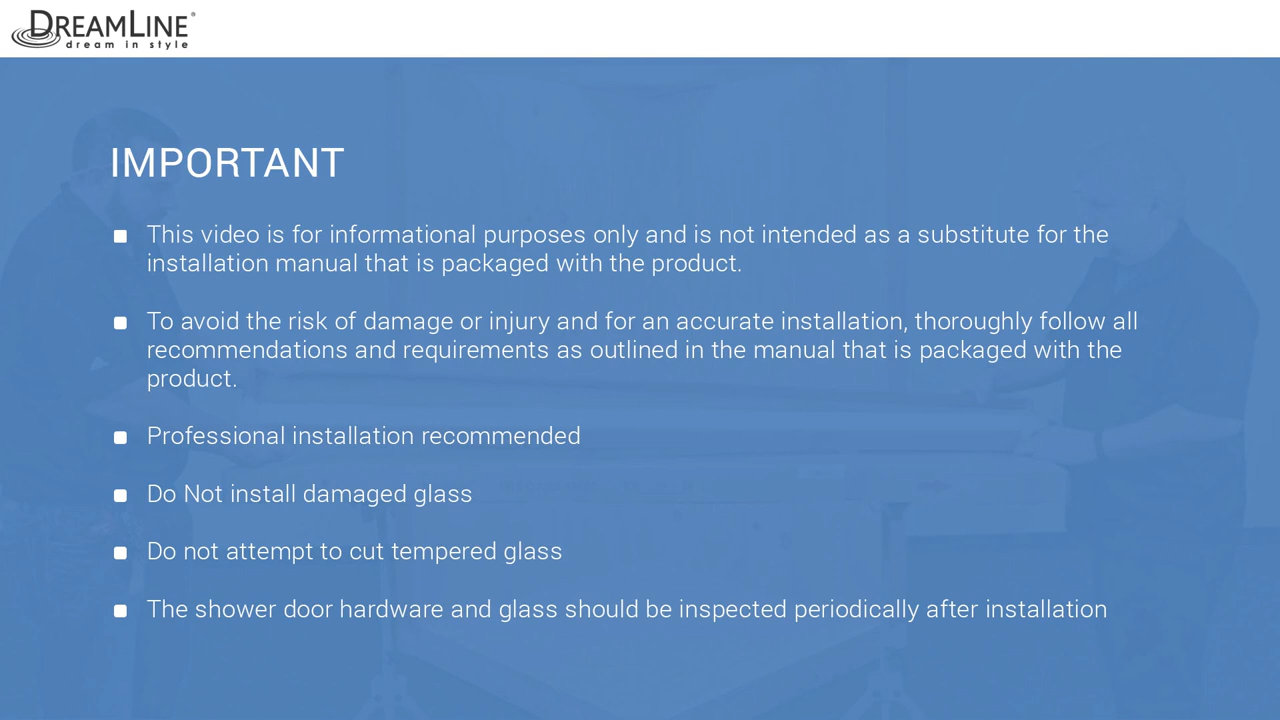 DREAMLINE®
dream in style
IMPORTANT
This video is for informational purposes only and is not intended as a substitute for the
installation manual that is packaged with the product.
To avoid the risk of damage or injury and for an accurate installation, thoroughly follow all
recommendations and requirements as outlined in the manual that is packaged with the
product.
Professional installation recommended
Do Not install damaged glass
Do not attempt to cut tempered glass
The shower door hardware and glass should be inspected periodically after installation